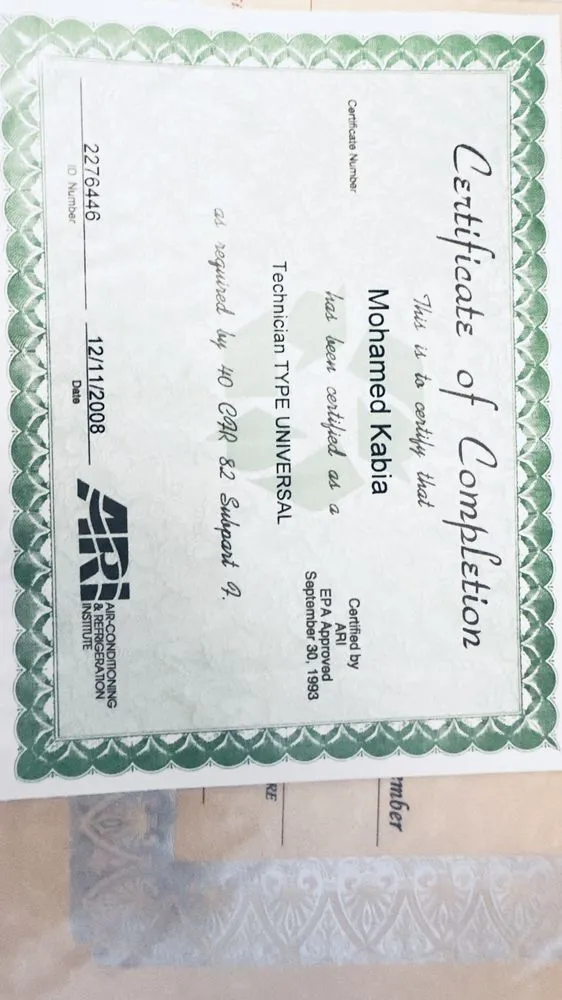 Certificate of Completion
This is to certify that
Certificate Number
Mohamed Kabia
has been certified as a
Certified by
ARI
EPA Approved
September 30, 1993
Technician TYPE UNIVERSAL
as required by 40 CFR 82 Subpart F.
2276446
ID Number
12/11/2008
Date
ARI
AIR-CONDITIONING
& REFRIGERATION
INSTITUTE